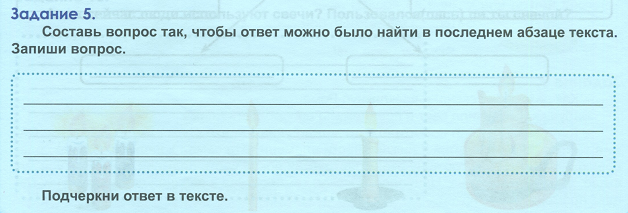 Задание 5.
Составь вопрос так, чтобы ответ можно было найти в последнем абзаце текста.
Запиши вопрос.
Подчеркни ответ в тексте.